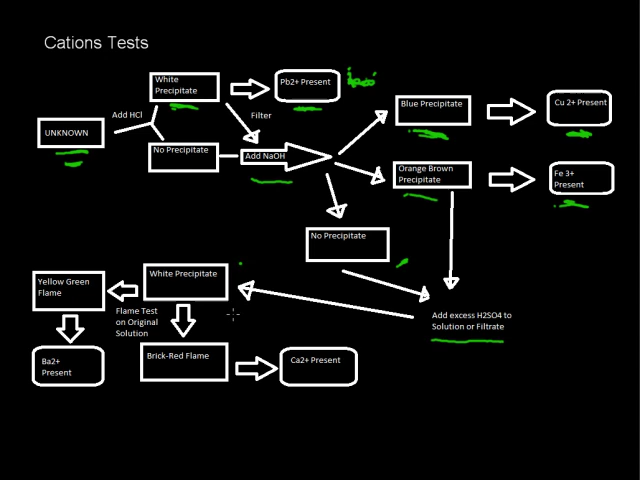 Cations Tests
White
Precipitate
Pb2+ Present
Add HCl
Filter
Blue Precipitate
Cu 2+ Present
UNKNOWN
No Precipitate
Add NaOH
Orange Brown
Precipitate
Fe 3+
Present
No Precipitate
White Precipitate
Yellow Green
Flame
Flame Test
on Original
Solution
Add excess H2SO4 to
Solution or Filtrate
Brick-Red Flame
Ca2+ Present
Ba2+
Present